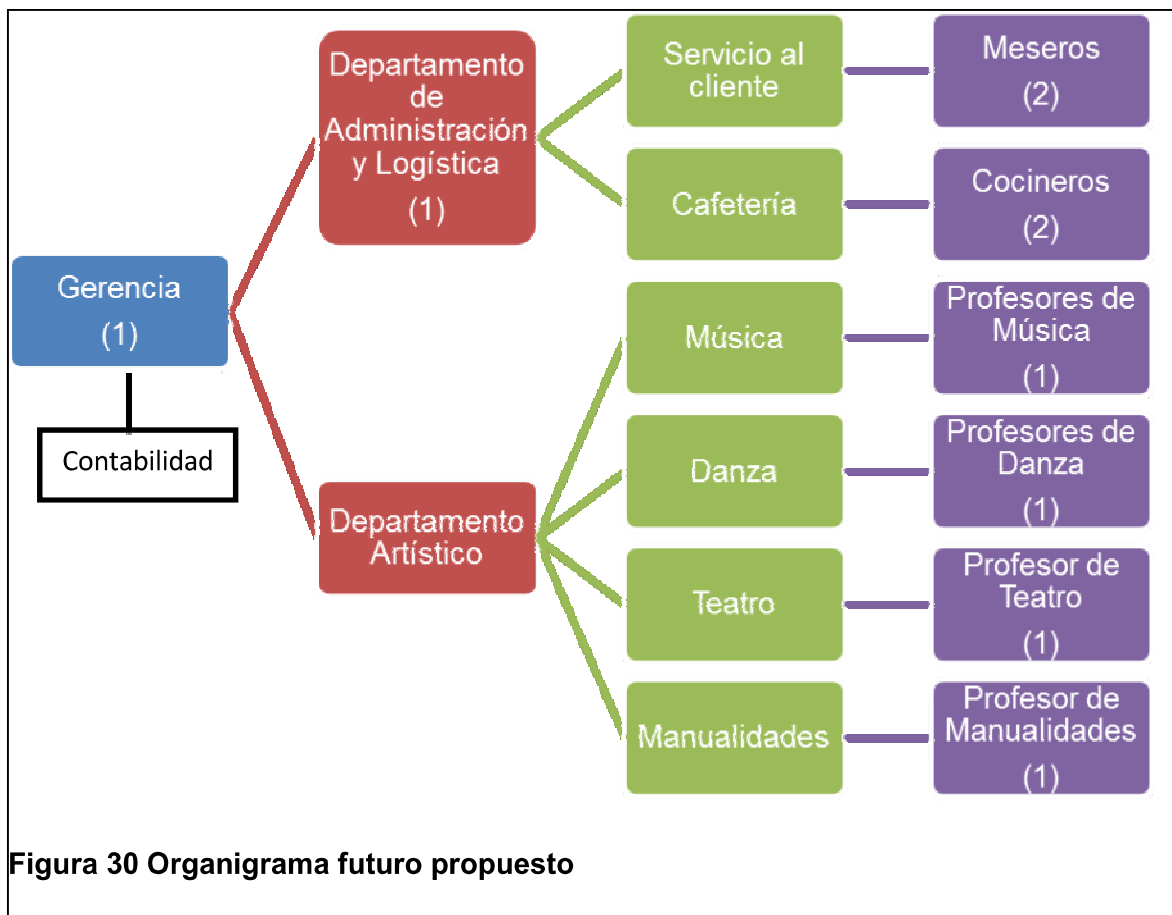 Departamento
de
Administración
y Logística
(1)
Servicio al
cliente
Meseros
(2)
Cafetería
Cocineros
(2)
Gerencia
(1)
Contabilidad
Música
Profesores de
Música
(1)
Danza
Profesores de
Danza
(1)
Departamento
Artístico
Teatro
Profesor de
Teatro
(1)
Manualidades
Profesor de
Manualidades
(1)
Figura 30 Organigrama futuro propuesto